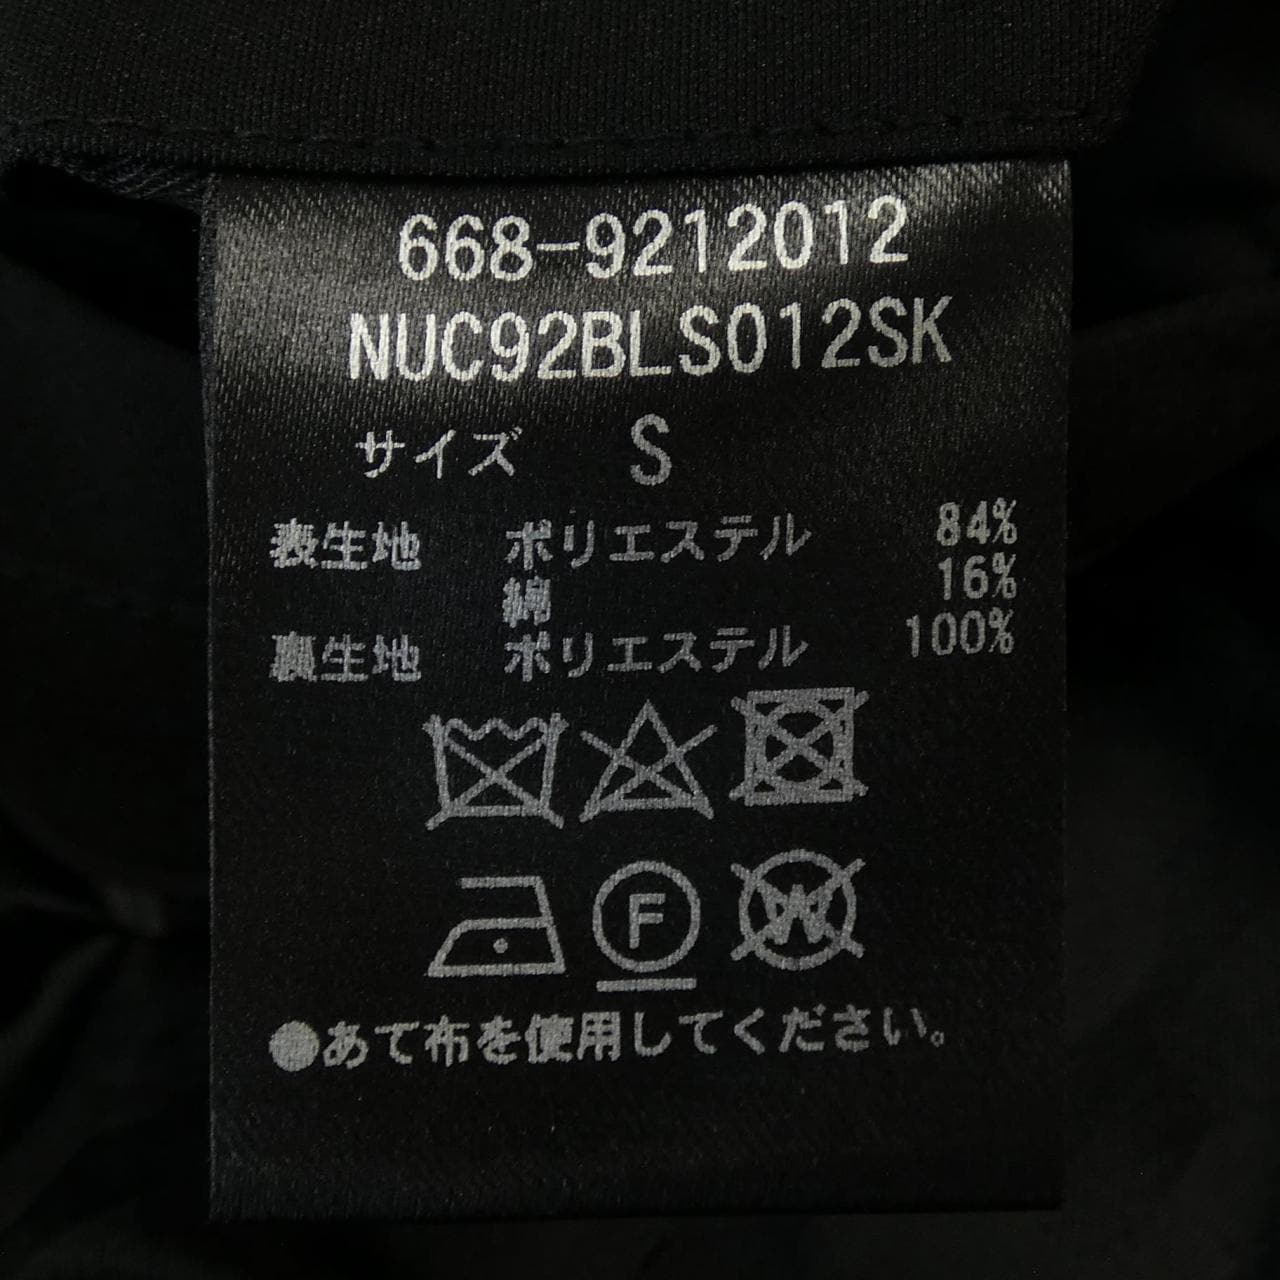 668-9212012
NUC92BLS012SK
サイズ S
表生地 ポリエステル 84%
綿 16%
裏生地 ポリエステル 100%
F
W
●あて布を使用してください。